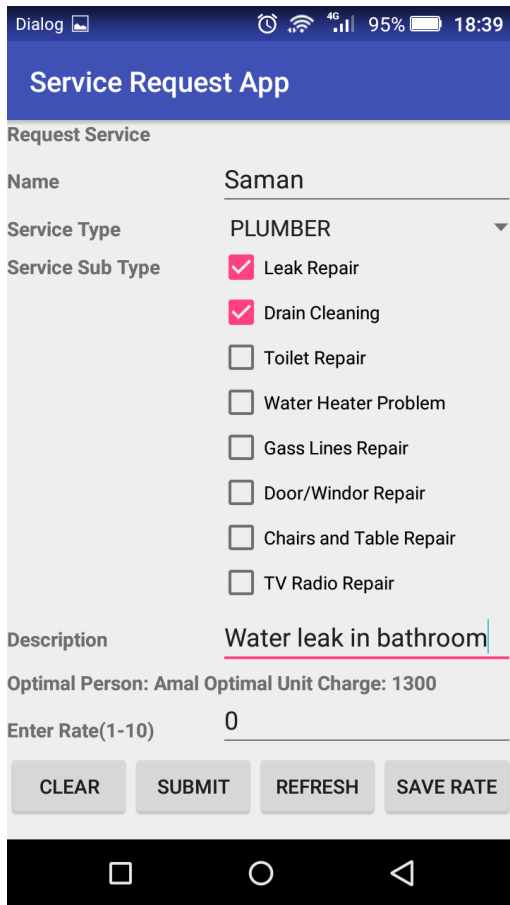 Dialog 4G 95% 18:39
Service Request App
Request Service
Name Saman
Service Type PLUMBER
Service Sub Type Leak Repair
Drain Cleaning
Toilet Repair
Water Heater Problem
Gass Lines Repair
Door/Windor Repair
Chairs and Table Repair
TV Radio Repair
Description Water leak in bathroom
Optimal Person: Amal Optimal Unit Charge: 1300
Enter Rate(1-10) 0
CLEAR SUBMIT REFRESH SAVE RATE